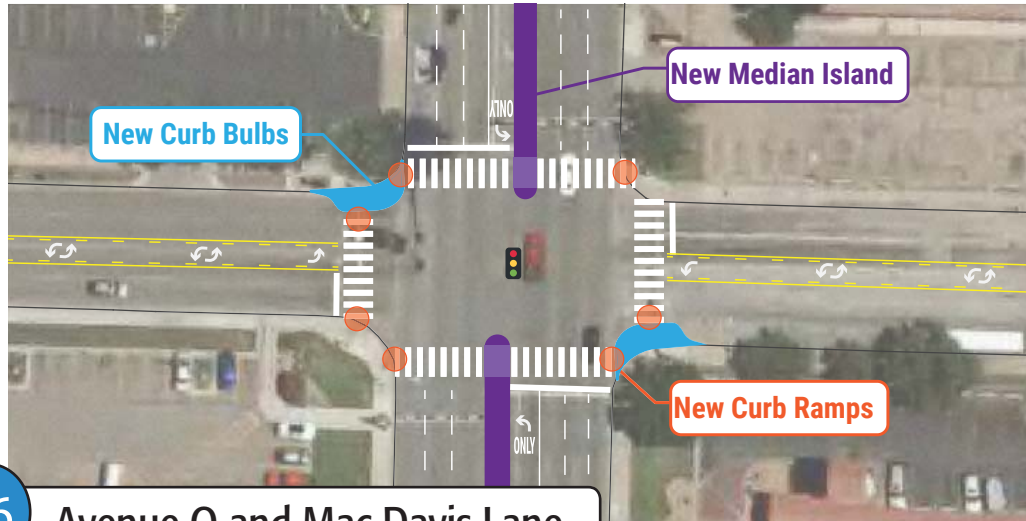 ONLY
New Median Island
New Curb Bulbs
New Curb Ramps
ONLY
6
Avenue Q and Mac Davis Lane